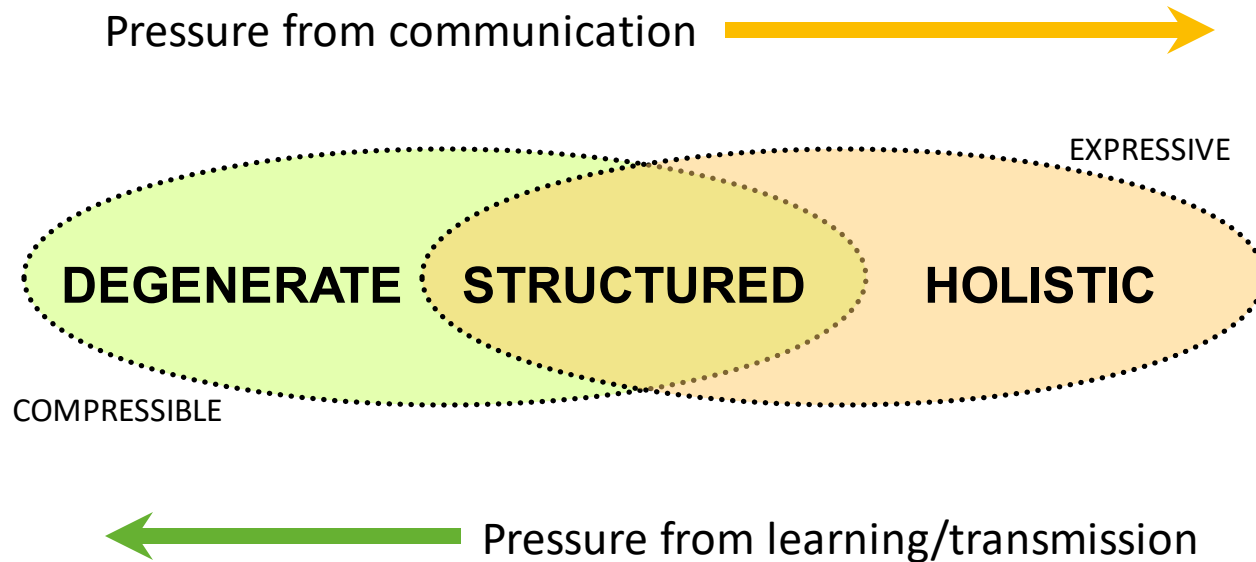 Pressure from communication
EXPRESSIVE
DEGENERATE STRUCTURED HOLISTIC
COMPRESSIBLE
Pressure from learning/transmission